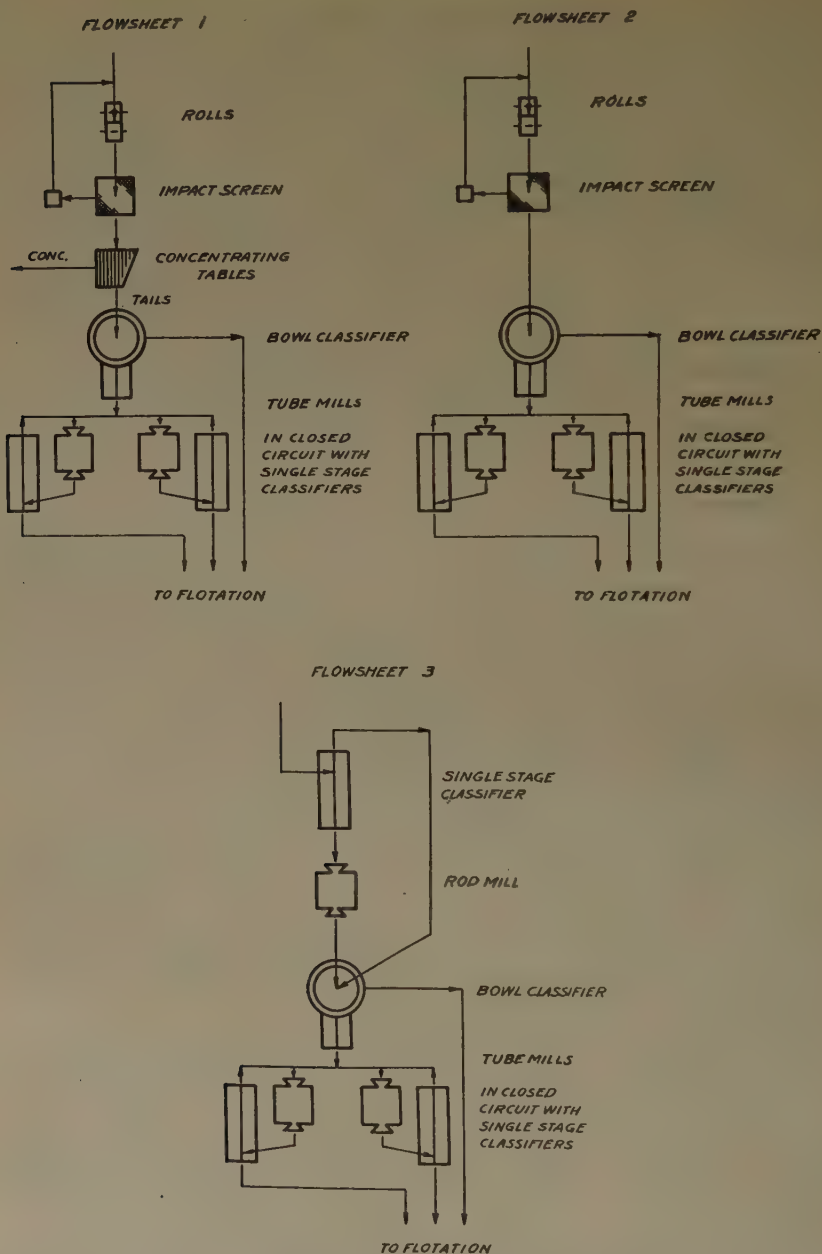 FLOWSHEET 1
ROLLS
IMPACT SCREEN
CONC.
CONCENTRATING
TABLES
TAILS
BOWL CLASSIFIER
TUBE MILLS
IN CLOSED
CIRCUIT WITH
SINGLE STAGE
CLASSIFIERS
TO FLOTATION
FLOWSHEET 2
ROLLS
IMPACT SCREEN
BOWL CLASSIFIER
TUBE MILLS
IN CLOSED
CIRCUIT WITH
SINGLE STAGE
CLASSIFIERS
TO FLOTATION
FLOWSHEET 3
SINGLE STAGE
CLASSIFIER
ROD MILL
BOWL CLASSIFIER
TUBE MILLS
IN CLOSED
CIRCUIT WITH
SINGLE STAGE
CLASSIFIERS
TO FLOTATION